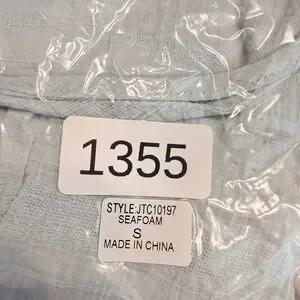 1355
STYLE:JTC10197
SEAFOAM
S
MADE IN CHINA